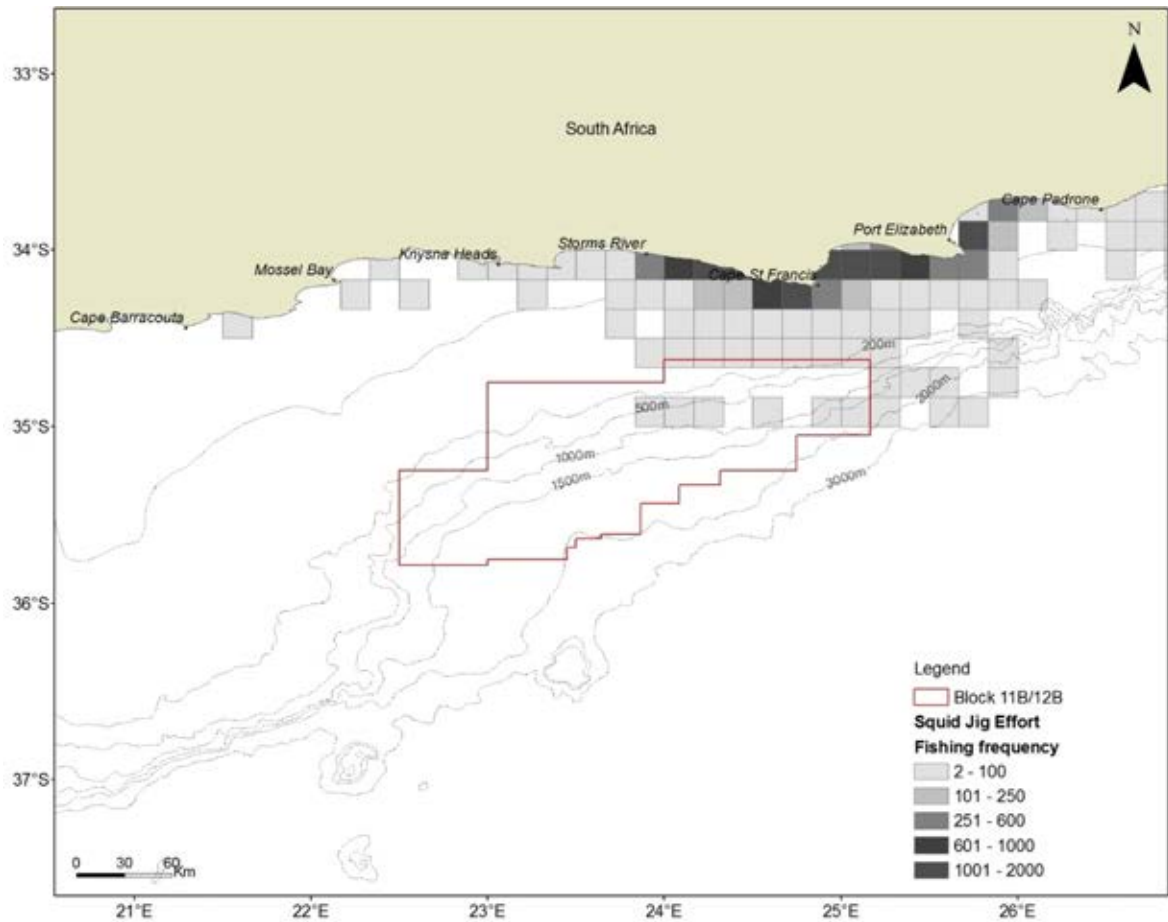 N
33°S
South Africa
Cape Padrone
Port Elizabeth
34°S
Storms River
Knysna Heads
Mossel Bay
Cape St Francis
Cape Barracouta
200m
2000m
35°S
500m
1000m
1500m
3000m
36°S
Legend
Block 11B/12B
Squid Jig Effort
Fishing frequency
2 - 100
101 - 250
251 - 600
601 - 1000
1001 - 2000
37°S
0 30 60
Km
21°E 22°E 23°E 24°E 25°E 26°E